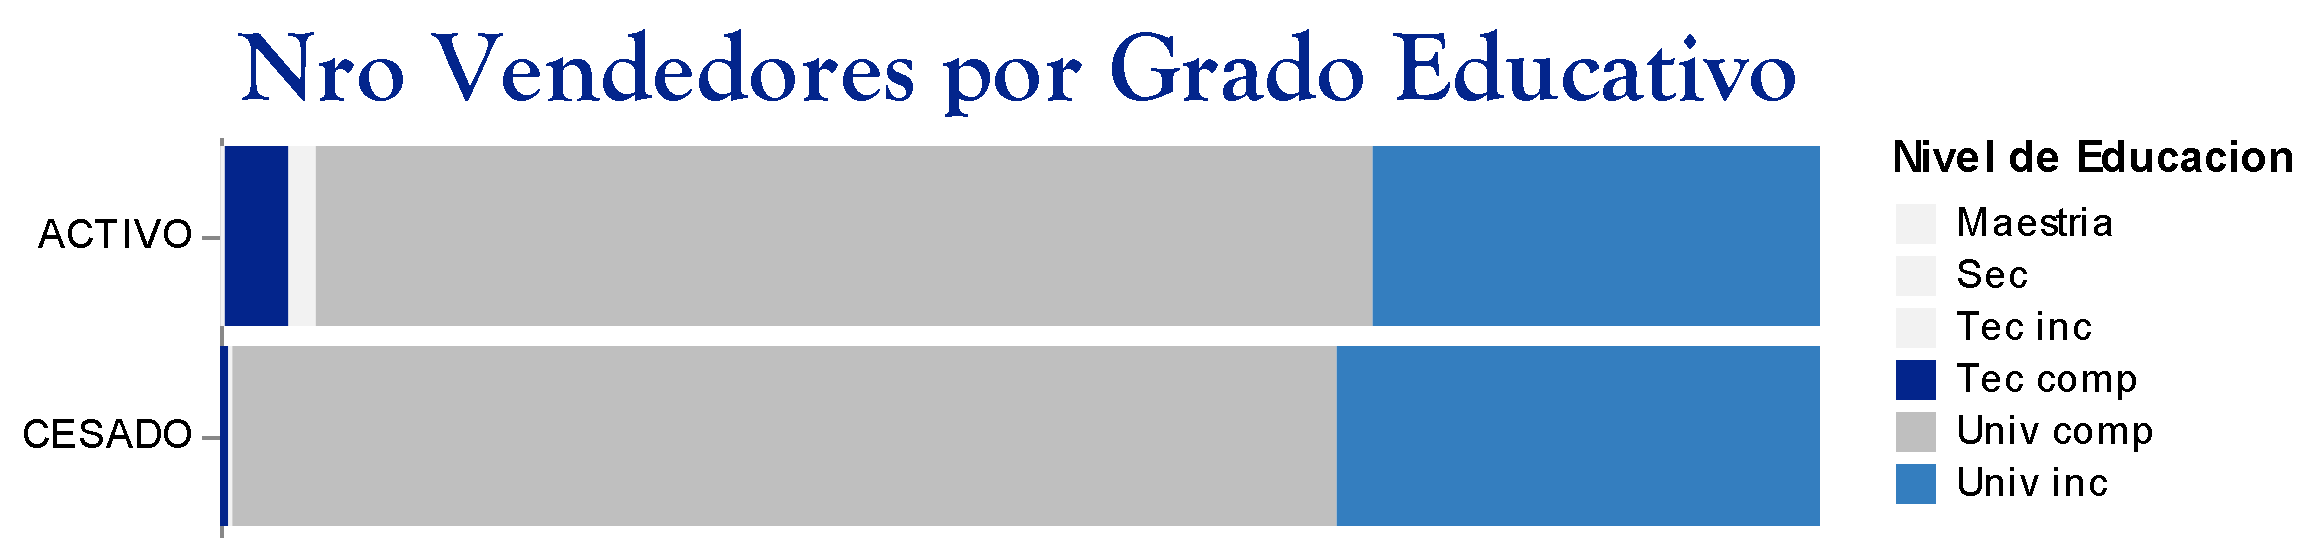 Nro Vendedores por Grado Educativo
ACTIVO
CESADO
Nivel de Educacion
Maestria
Sec
Tec inc
Tec comp
Univ comp
Univ inc